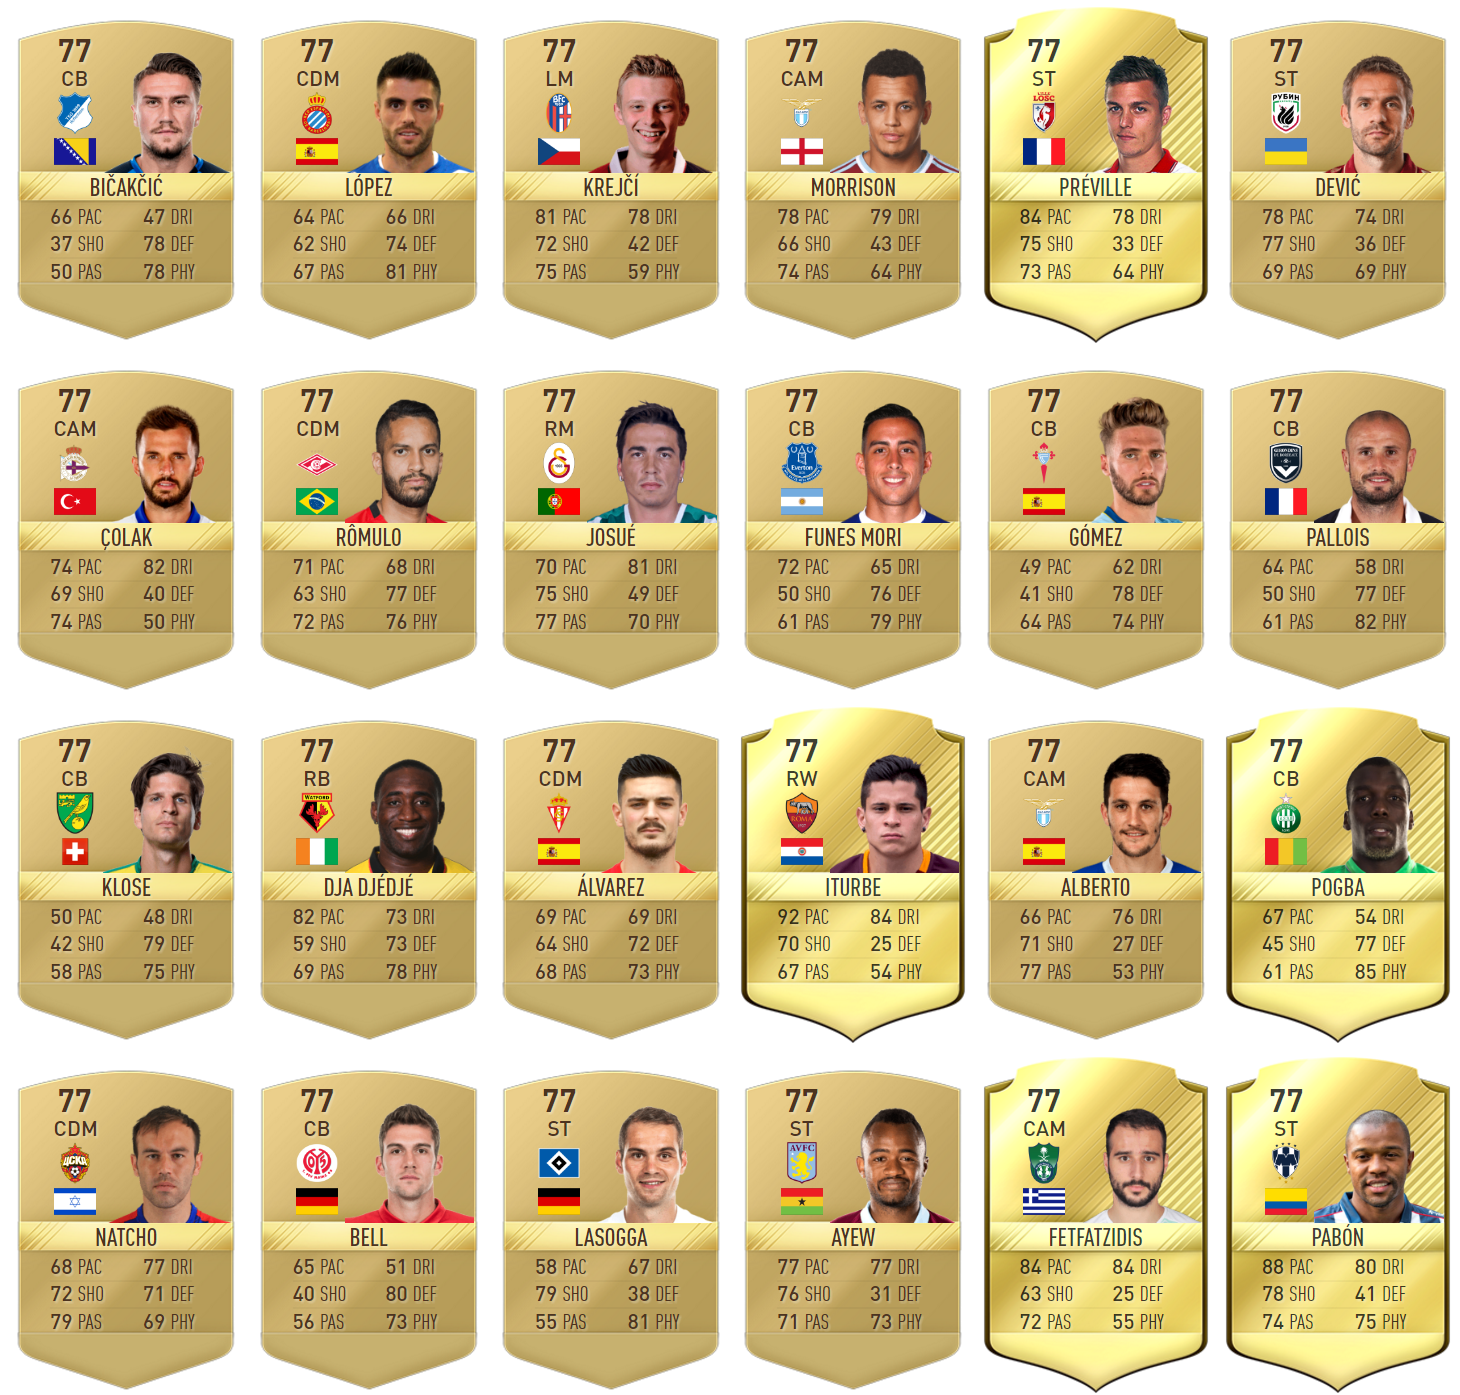 77
CB
BIČAKČIĆ
66 PAC 47 DRI
37 SHO 78 DEF
50 PAS 78 PHY
77
CDM
LÓPEZ
64 PAC 66 DRI
62 SHO 74 DEF
67 PAS 81 PHY
77
LM
BFC
KREJČÍ
81 PAC 78 DRI
72 SHO 42 DEF
75 PAS 59 PHY
77
CAM
MORRISON
78 PAC 79 DRI
66 SHO 43 DEF
74 PAS 64 PHY
77
ST
LOSC
PRÉVILLE
84 PAC 78 DRI
75 SHO 33 DEF
73 PAS 64 PHY
77
ST
РУБИН
DEVIĆ
78 PAC 74 DRI
77 SHO 36 DEF
69 PAS 69 PHY
77
CAM
ÇOLAK
74 PAC 82 DRI
69 SHO 40 DEF
74 PAS 50 PHY
77
CDM
RÔMULO
71 PAC 68 DRI
63 SHO 77 DEF
72 PAS 76 PHY
77
RM
JOSUÉ
70 PAC 81 DRI
75 SHO 49 DEF
77 PAS 70 PHY
77
CB
Everton
FUNES MORI
72 PAC 65 DRI
50 SHO 76 DEF
61 PAS 79 PHY
77
CB
GÓMEZ
49 PAC 62 DRI
41 SHO 78 DEF
64 PAS 74 PHY
77
CB
PALLOIS
64 PAC 58 DRI
50 SHO 77 DEF
61 PAS 82 PHY
77
CB
KLOSE
50 PAC 48 DRI
42 SHO 79 DEF
58 PAS 75 PHY
77
RB
WATFORD
DJA DJÉDJÉ
82 PAC 73 DRI
59 SHO 73 DEF
69 PAS 78 PHY
77
CDM
ÁLVAREZ
69 PAC 69 DRI
64 SHO 72 DEF
68 PAS 73 PHY
77
RW
ROMA
ITURBE
92 PAC 84 DRI
70 SHO 25 DEF
67 PAS 54 PHY
77
CAM
ALBERTO
66 PAC 76 DRI
71 SHO 27 DEF
77 PAS 53 PHY
77
CB
POGBA
67 PAC 54 DRI
45 SHO 77 DEF
61 PAS 85 PHY
77
CDM
ЦСКА
NATCHO
68 PAC 77 DRI
72 SHO 71 DEF
79 PAS 69 PHY
77
CB
BELL
65 PAC 51 DRI
40 SHO 80 DEF
56 PAS 73 PHY
77
ST
LASOGGA
58 PAC 67 DRI
79 SHO 38 DEF
55 PAS 81 PHY
77
ST
AVFC
AYEW
77 PAC 77 DRI
76 SHO 31 DEF
71 PAS 73 PHY
77
CAM
FETFATZIDIS
84 PAC 84 DRI
63 SHO 25 DEF
72 PAS 55 PHY
77
ST
PABÓN
88 PAC 80 DRI
78 SHO 41 DEF
74 PAS 75 PHY